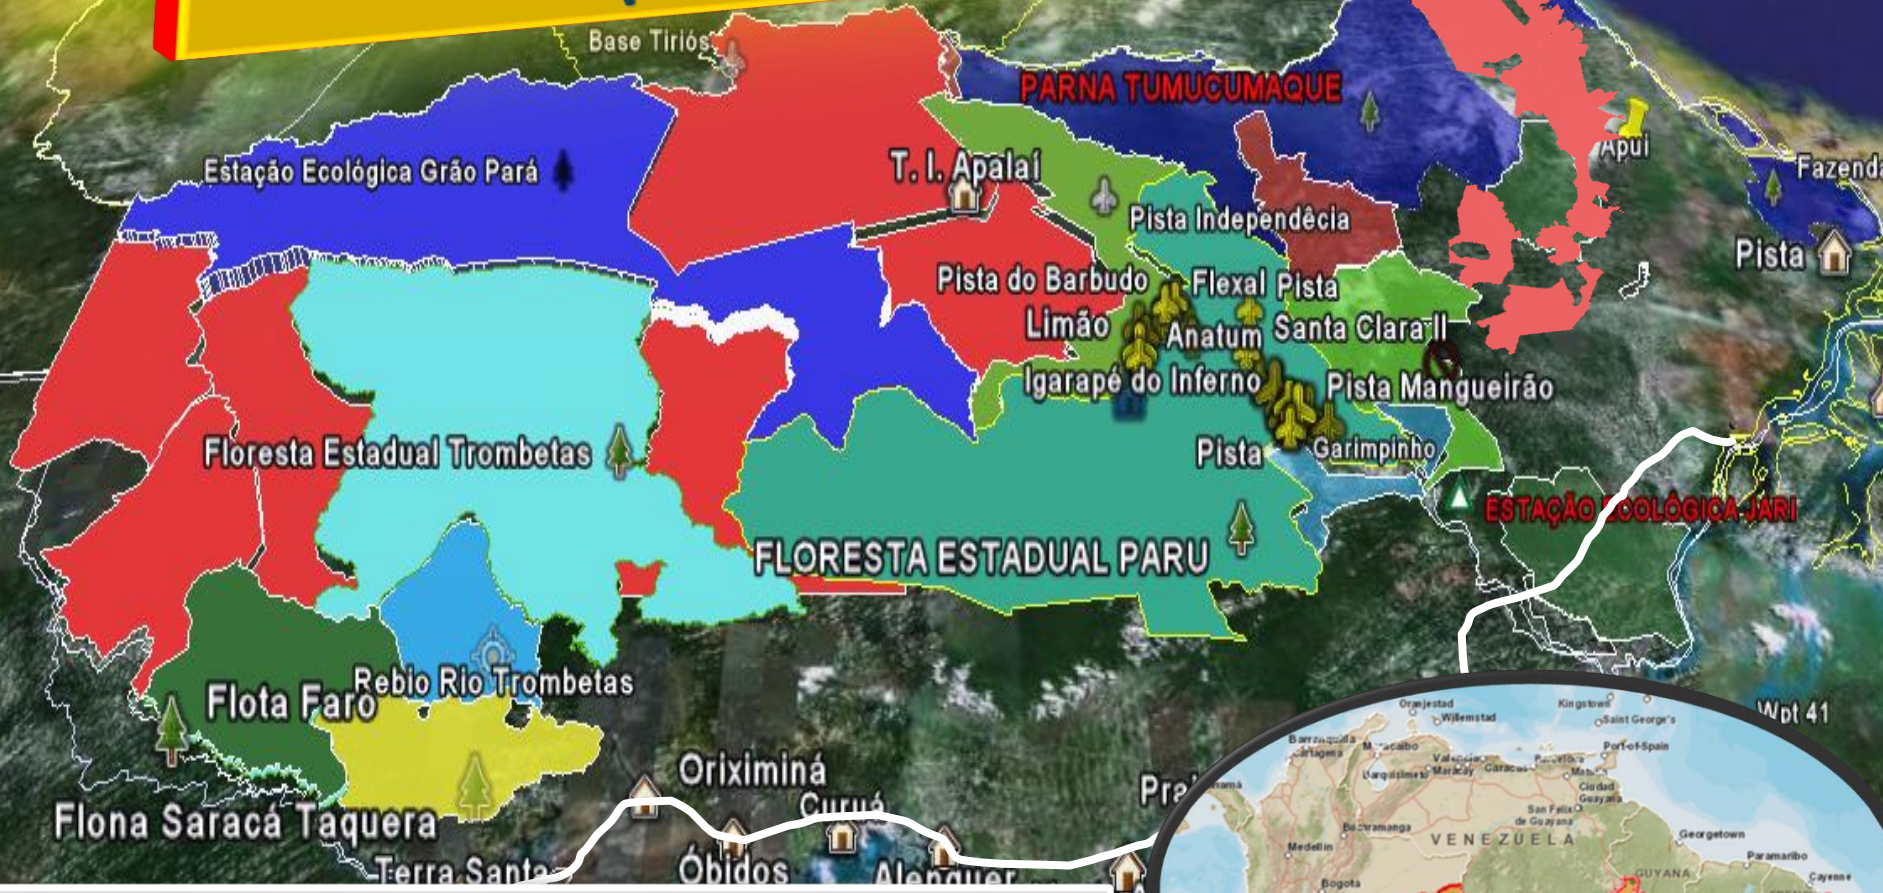 Base Tiriós
PARNA TUMUCUMAQUE
Apui
Estação Ecológica Grão Pará
T. I. Apalaí
Fazenda
Pista Independêcia
Pista
Pista do Barbudo
Flexal Pista
Limão
Anatum
Santa Clara II
Igarapé do Inferno
Pista Mangueirão
Floresta Estadual Trombetas
Pista
Garimpinho
ESTAÇÃO ECOLÓGICA JARI
FLORESTA ESTADUAL PARU
Rebio Rio Trombetas
Flota Faro
Wpt 41
Oriximiná
Curuá
Flona Saracá Taquera
Óbidos
Terra Santa
Alenquer
Oranjestad
Willemstad
Kingstown
Saint George's
Barranquilla
Cartagena
Maracaibo
Port-of-Spain
Valencia
Barquisimeto
Maracay
Caracas
Ciudad
Guayana
San Felix
de Guayana
Bucaramanga
VENEZUELA
Georgetown
Medellin
Paramaribo
Bogota
GUYANA
Cayenne